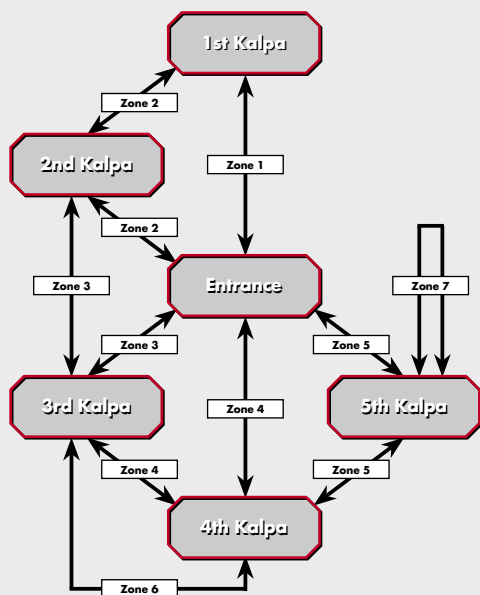 1st Kalpa
Zone 2
2nd Kalpa
Zone 1
Zone 2
Entrance
Zone 3
Zone 7
Zone 3
Zone 5
3rd Kalpa
Zone 4
5th Kalpa
Zone 4
Zone 5
4th Kalpa
Zone 6